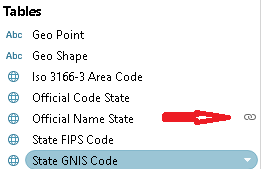 Tables
Abc Geo Point
Abc Geo Shape
Iso 3166-3 Area Code
Official Code State
Official Name State
State FIPS Code
State GNIS Code